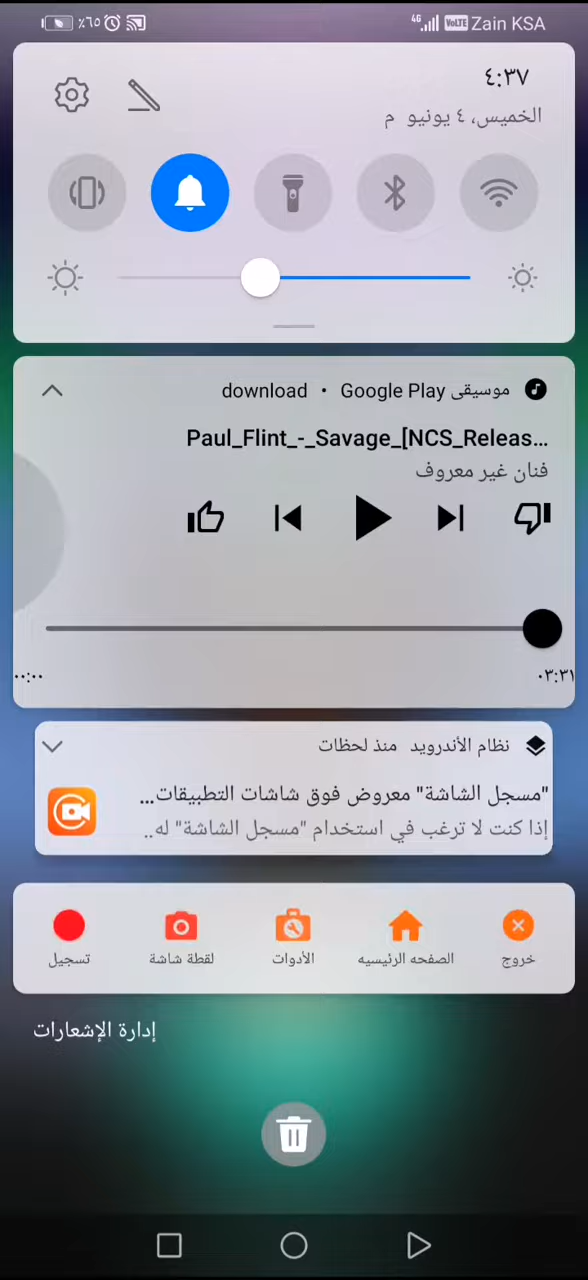 ٪٦٥ 4G VoLTE Zain KSA
٤:٣٧
الخميس، ٤ يونيو م
موسيقى Google Play • download
Paul_Flint_-_Savage_[NCS_Releas...
فنان غير معروف
٠٠:٠٠ ٠٣:٣١
نظام الأندرويد منذ لحظات
"مسجل الشاشة" معروض فوق شاشات التطبيقات...
إذا كنت لا ترغب في استخدام "مسجل الشاشة" له..
خروج الصفحه الرئيسيه الأدوات لقطة شاشة تسجيل
إدارة الإشعارات